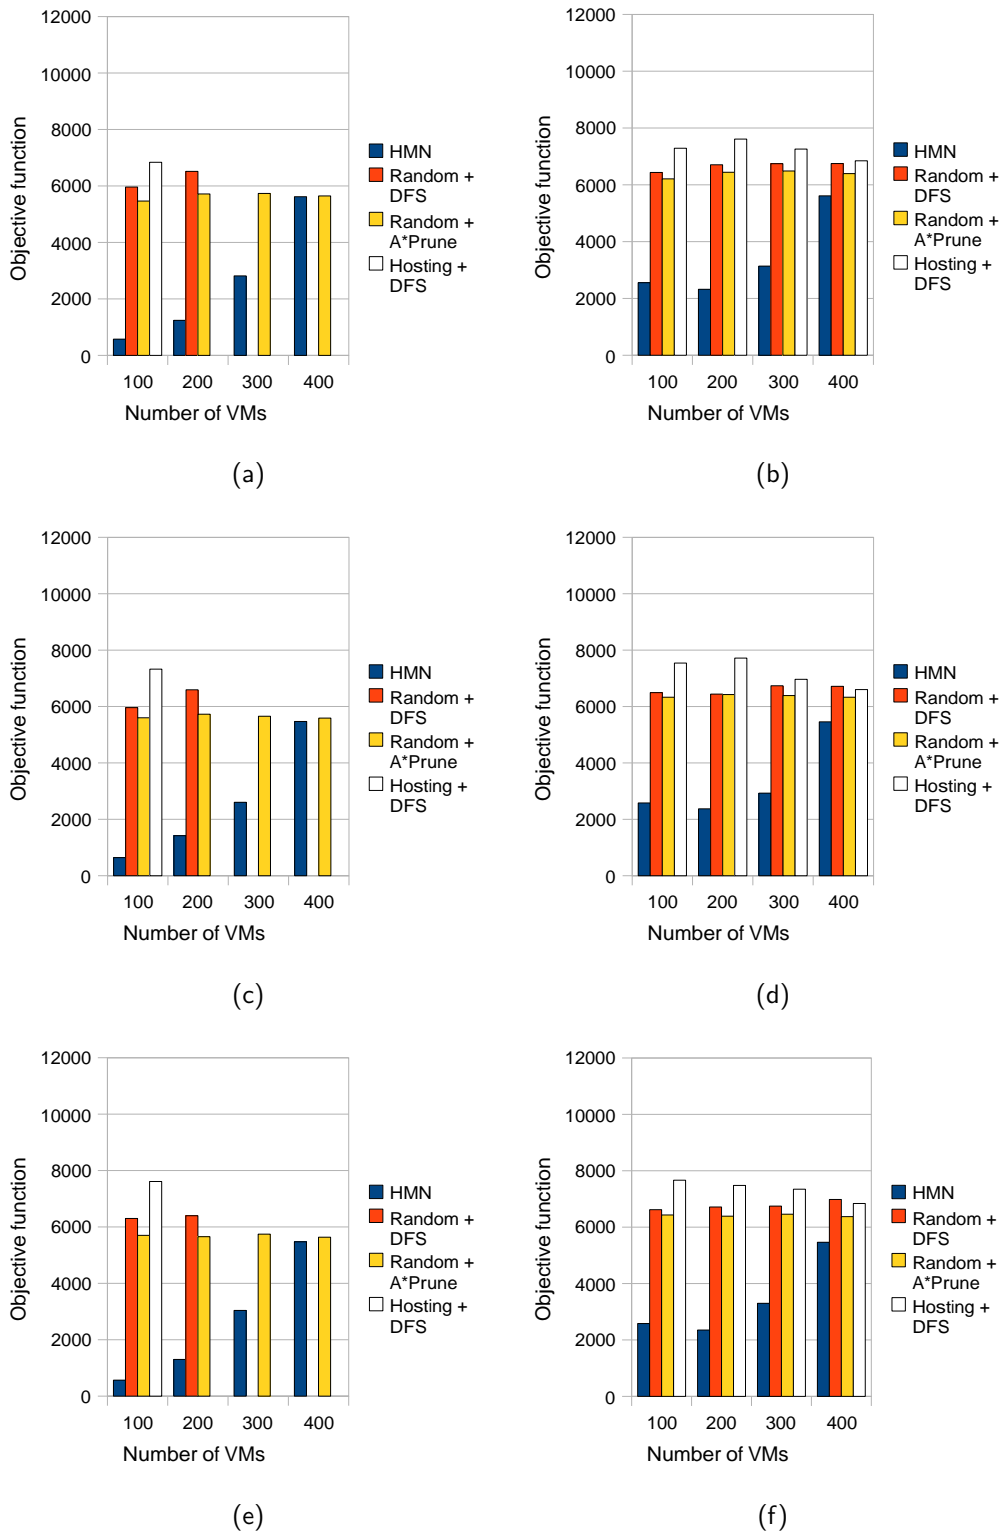 12000
10000
8000
6000
4000
2000
0
Objective function
100 200 300 400
Number of VMs
HMN
Random +
DFS
Random +
A*Prune
Hosting +
DFS
(a)
12000
10000
8000
6000
4000
2000
0
Objective function
100 200 300 400
Number of VMs
HMN
Random +
DFS
Random +
A*Prune
Hosting +
DFS
(b)
12000
10000
8000
6000
4000
2000
0
Objective function
100 200 300 400
Number of VMs
HMN
Random +
DFS
Random +
A*Prune
Hosting +
DFS
(c)
12000
10000
8000
6000
4000
2000
0
Objective function
100 200 300 400
Number of VMs
HMN
Random +
DFS
Random +
A*Prune
Hosting +
DFS
(d)
12000
10000
8000
6000
4000
2000
0
Objective function
100 200 300 400
Number of VMs
HMN
Random +
DFS
Random +
A*Prune
Hosting +
DFS
(e)
12000
10000
8000
6000
4000
2000
0
Objective function
100 200 300 400
Number of VMs
HMN
Random +
DFS
Random +
A*Prune
Hosting +
DFS
(f)